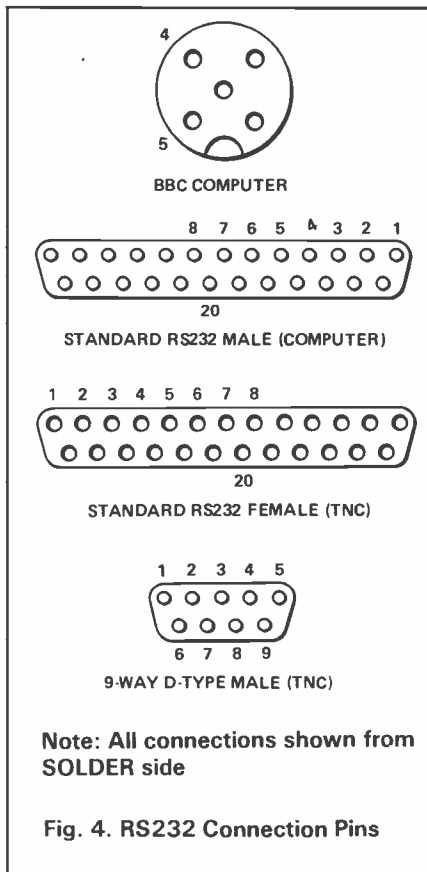 4
5
BBC COMPUTER
8 7 6 5 4 3 2 1
20
STANDARD RS232 MALE (COMPUTER)
1 2 3 4 5 6 7 8
20
STANDARD RS232 FEMALE (TNC)
1 2 3 4 5
6 7 8 9
9-WAY D-TYPE MALE (TNC)
Note: All connections shown from
SOLDER side
Fig. 4. RS232 Connection Pins